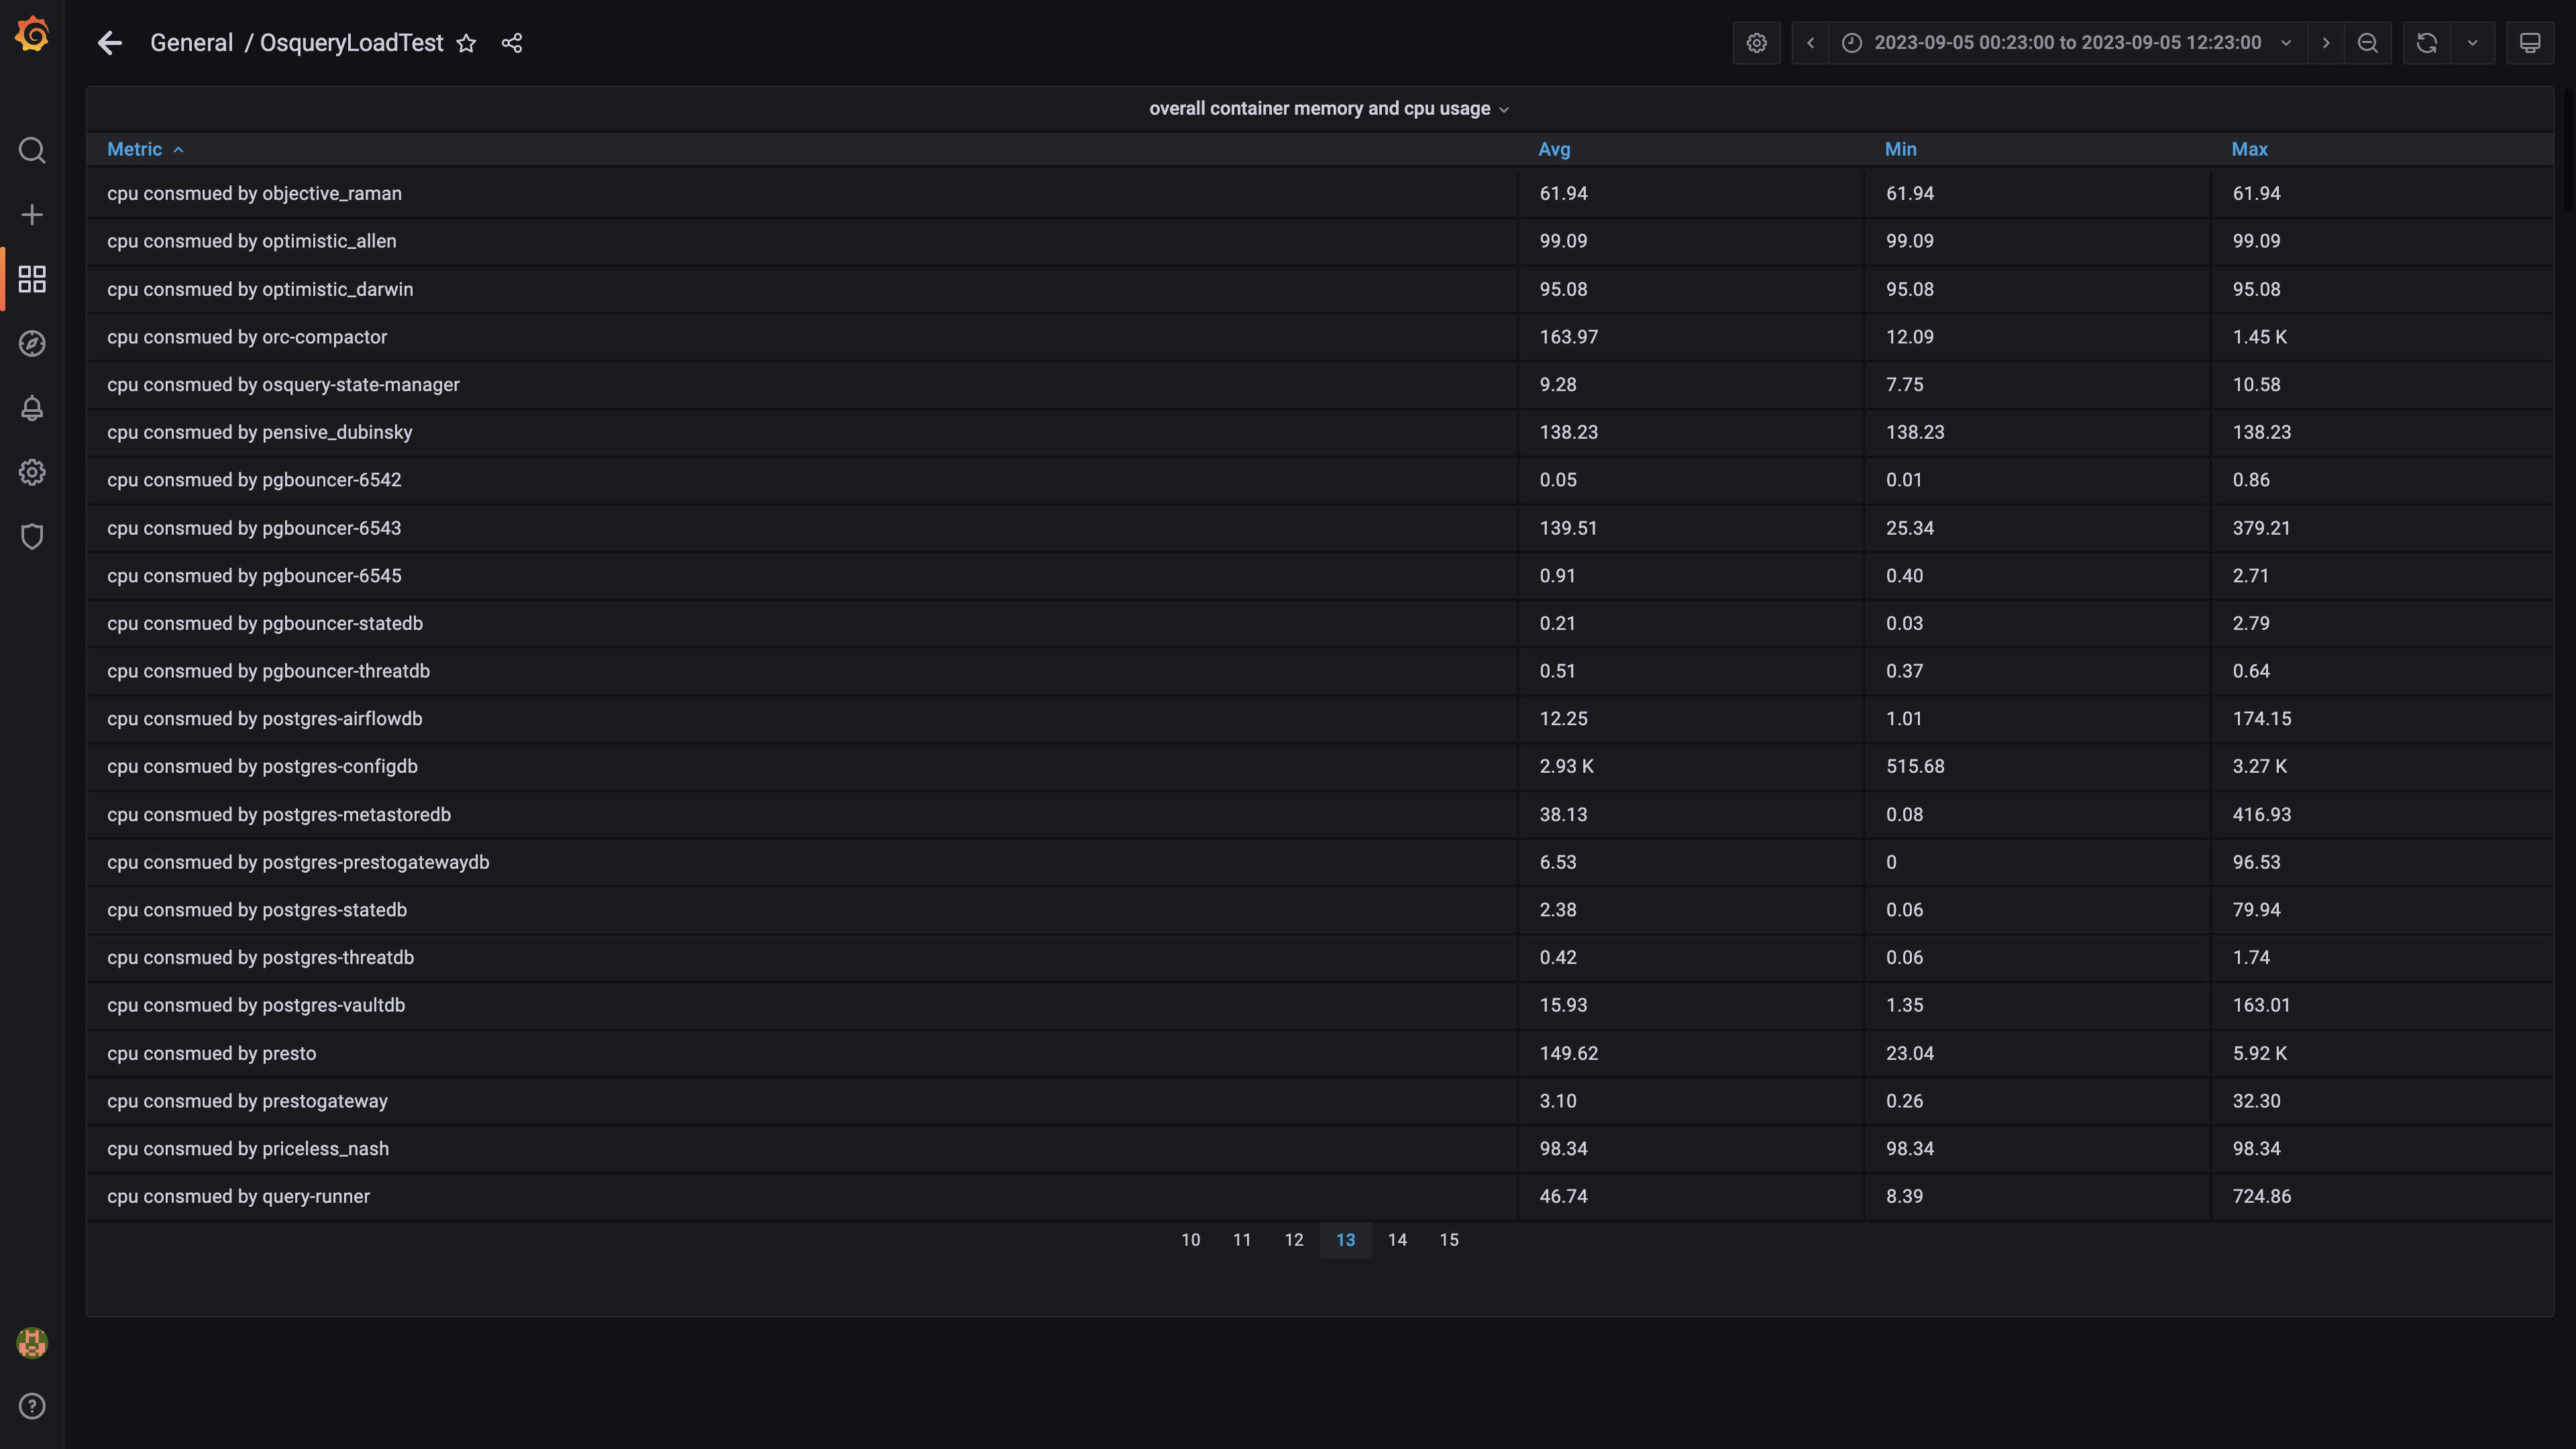 General / OsqueryLoadTest
2023-09-05 00:23:00 to 2023-09-05 12:23:00
overall container memory and cpu usage
Metric Avg Min Max
cpu consmued by objective_raman 61.94 61.94 61.94
cpu consmued by optimistic_allen 99.09 99.09 99.09
cpu consmued by optimistic_darwin 95.08 95.08 95.08
cpu consmued by orc-compactor 163.97 12.09 1.45 K
cpu consmued by osquery-state-manager 9.28 7.75 10.58
cpu consmued by pensive_dubinsky 138.23 138.23 138.23
cpu consmued by pgbouncer-6542 0.05 0.01 0.86
cpu consmued by pgbouncer-6543 139.51 25.34 379.21
cpu consmued by pgbouncer-6545 0.91 0.40 2.71
cpu consmued by pgbouncer-statedb 0.21 0.03 2.79
cpu consmued by pgbouncer-threatdb 0.51 0.37 0.64
cpu consmued by postgres-airflowdb 12.25 1.01 174.15
cpu consmued by postgres-configdb 2.93 K 515.68 3.27 K
cpu consmued by postgres-metastoredb 38.13 0.08 416.93
cpu consmued by postgres-prestogatewaydb 6.53 0 96.53
cpu consmued by postgres-statedb 2.38 0.06 79.94
cpu consmued by postgres-threatdb 0.42 0.06 1.74
cpu consmued by postgres-vaultdb 15.93 1.35 163.01
cpu consmued by presto 149.62 23.04 5.92 K
cpu consmued by prestogateway 3.10 0.26 32.30
cpu consmued by priceless_nash 98.34 98.34 98.34
cpu consmued by query-runner 46.74 8.39 724.86
10 11 12 13 14 15